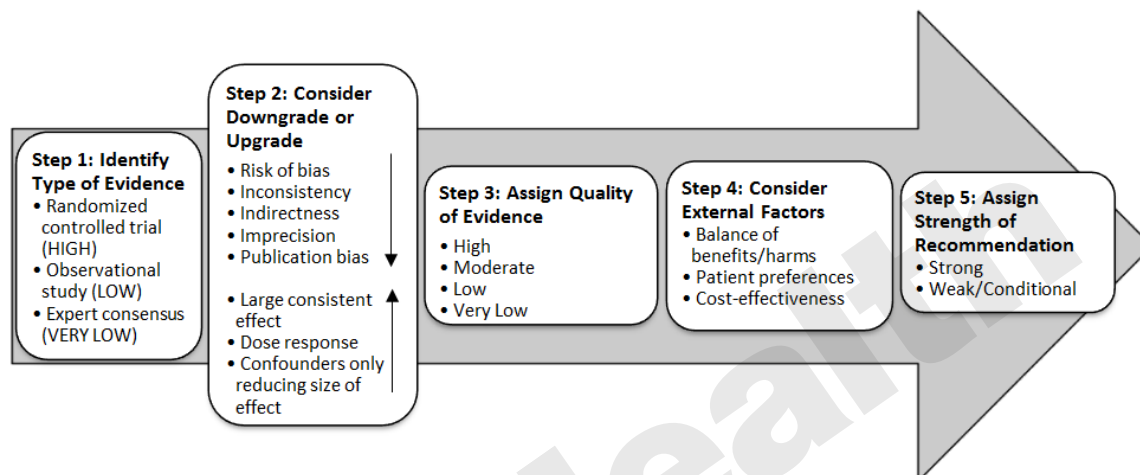 Step 1: Identify
Type of Evidence
• Randomized
controlled trial
(HIGH)
• Observational
study (LOW)
• Expert consensus
(VERY LOW)
Step 2: Consider
Downgrade or
Upgrade
• Risk of bias
• Inconsistency
• Indirectness
• Imprecision
• Publication bias
• Large consistent
effect
• Dose response
• Confounders only
reducing size of
effect
Step 3: Assign Quality
of Evidence
• High
• Moderate
• Low
• Very Low
Step 4: Consider
External Factors
• Balance of
benefits/harms
• Patient preferences
• Cost-effectiveness
Step 5: Assign
Strength of
Recommendation
• Strong
• Weak/Conditional